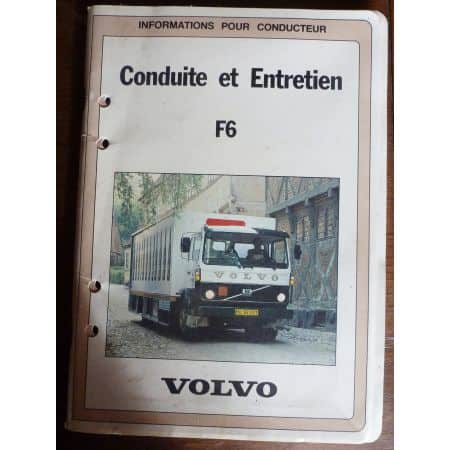 INFORMATIONS POUR CONDUCTEUR
Conduite et Entretien
F6
VOLVO
VOLVO